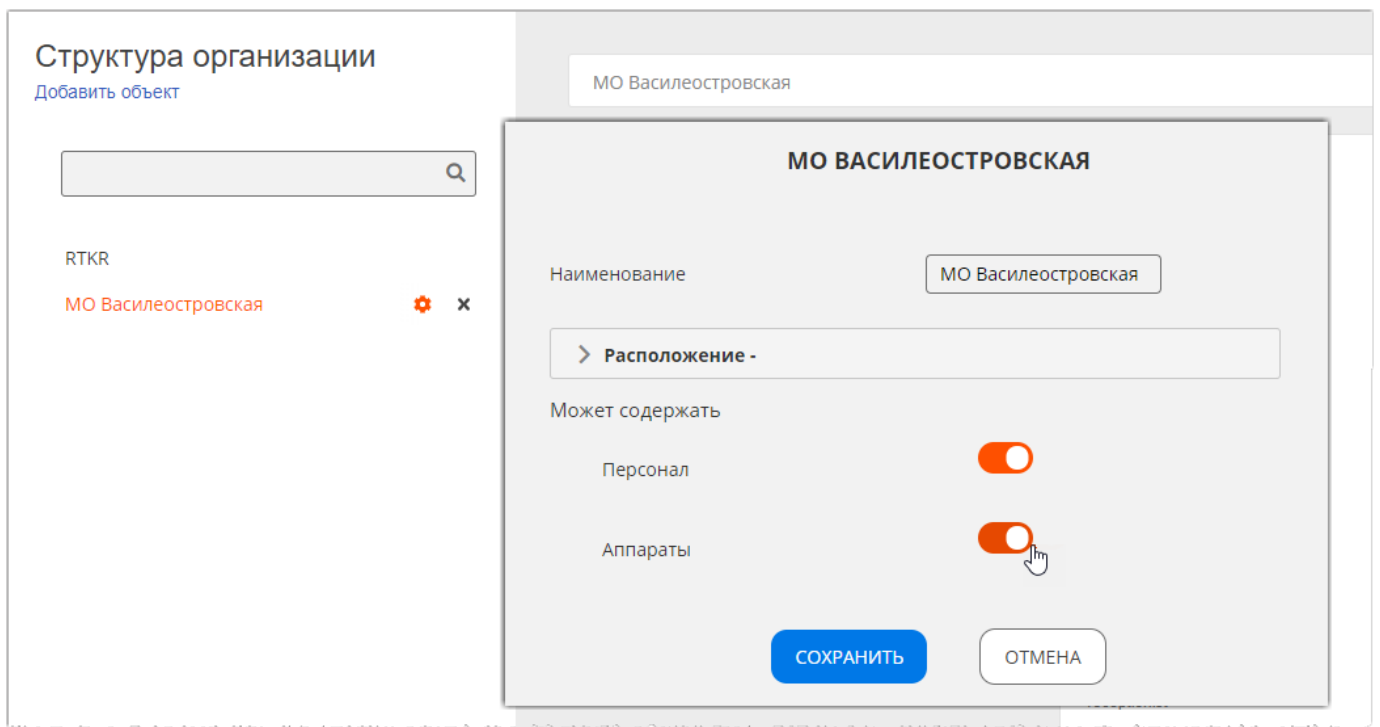 Структура организации
Добавить объект
МО Василеостровская
RTKR
МО Василеостровская
МО ВАСИЛЕОСТРОВСКАЯ
Наименование
МО Василеостровская
Расположение -
Может содержать
Персонал
Аппараты
СОХРАНИТЬ
ОТМЕНА